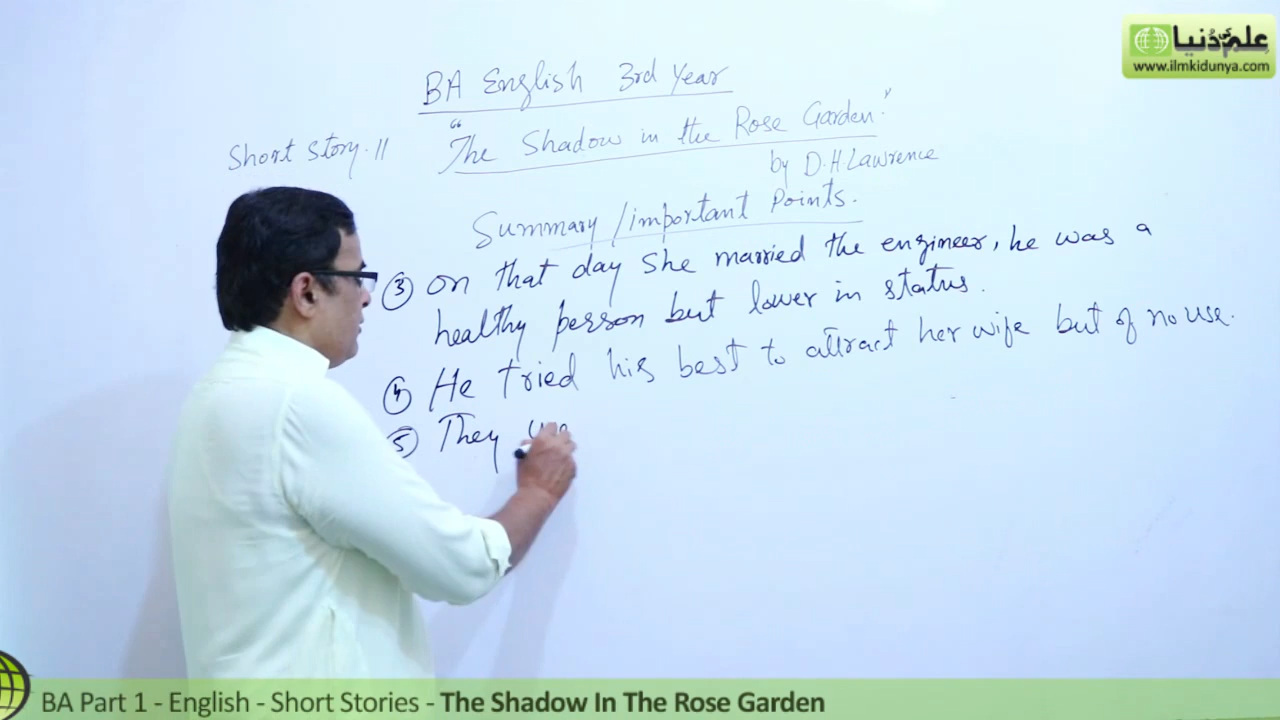 علم کی دنیا
www.ilmkidunya.com
BA English 3rd Year
Short Story. 11
"The Shadow in the Rose Garden."
by D.H. Lawrence
Summary/important Points.
③ on that day she married the engineer, he was a
healthy person but lower in status.
④ He tried his best to attract her wife but of no use.
⑤ They we
BA Part 1 - English - Short Stories - The Shadow In The Rose Garden